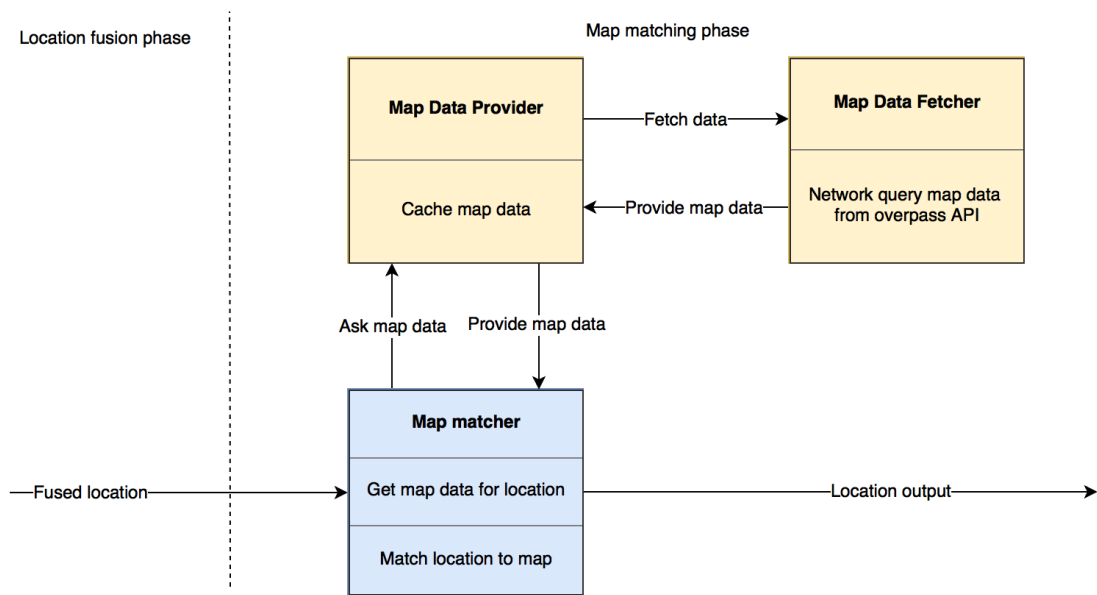 Location fusion phase
Map matching phase
Map Data Provider
Cache map data
Fetch data
Provide map data
Map Data Fetcher
Network query map data
from overpass API
Ask map data
Provide map data
Map matcher
Get map data for location
Match location to map
Fused location
Location output